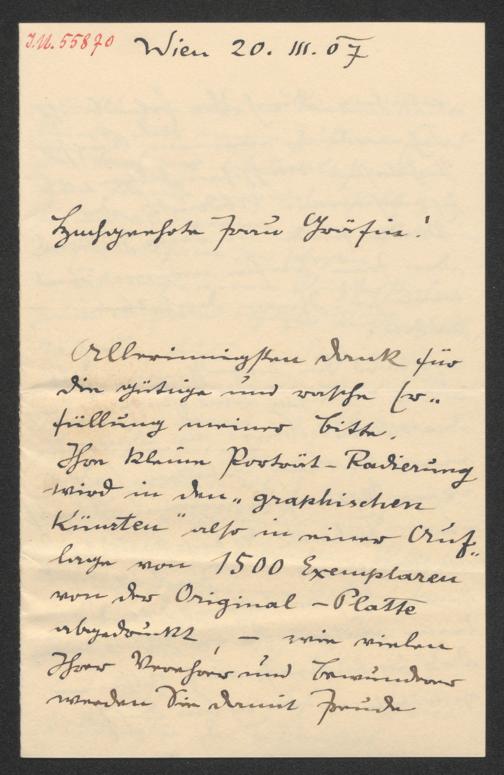 I.N. 55870
Wien 20. III. 07
Hochgeehrte Frau Gräfin!
Allerinnigsten Dank für
die gütige und rasche Er„
füllung meiner Bitte.
Ihre kleine Porträt-Radierung
wird in den „graphischen
Künsten" also in einer Auf„
lage von 1500 Exemplaren
von der Original-Platte
abgedruckt, – wie vielen
Ihrer Verehrer und Bewunderer
werden Sie damit Freude